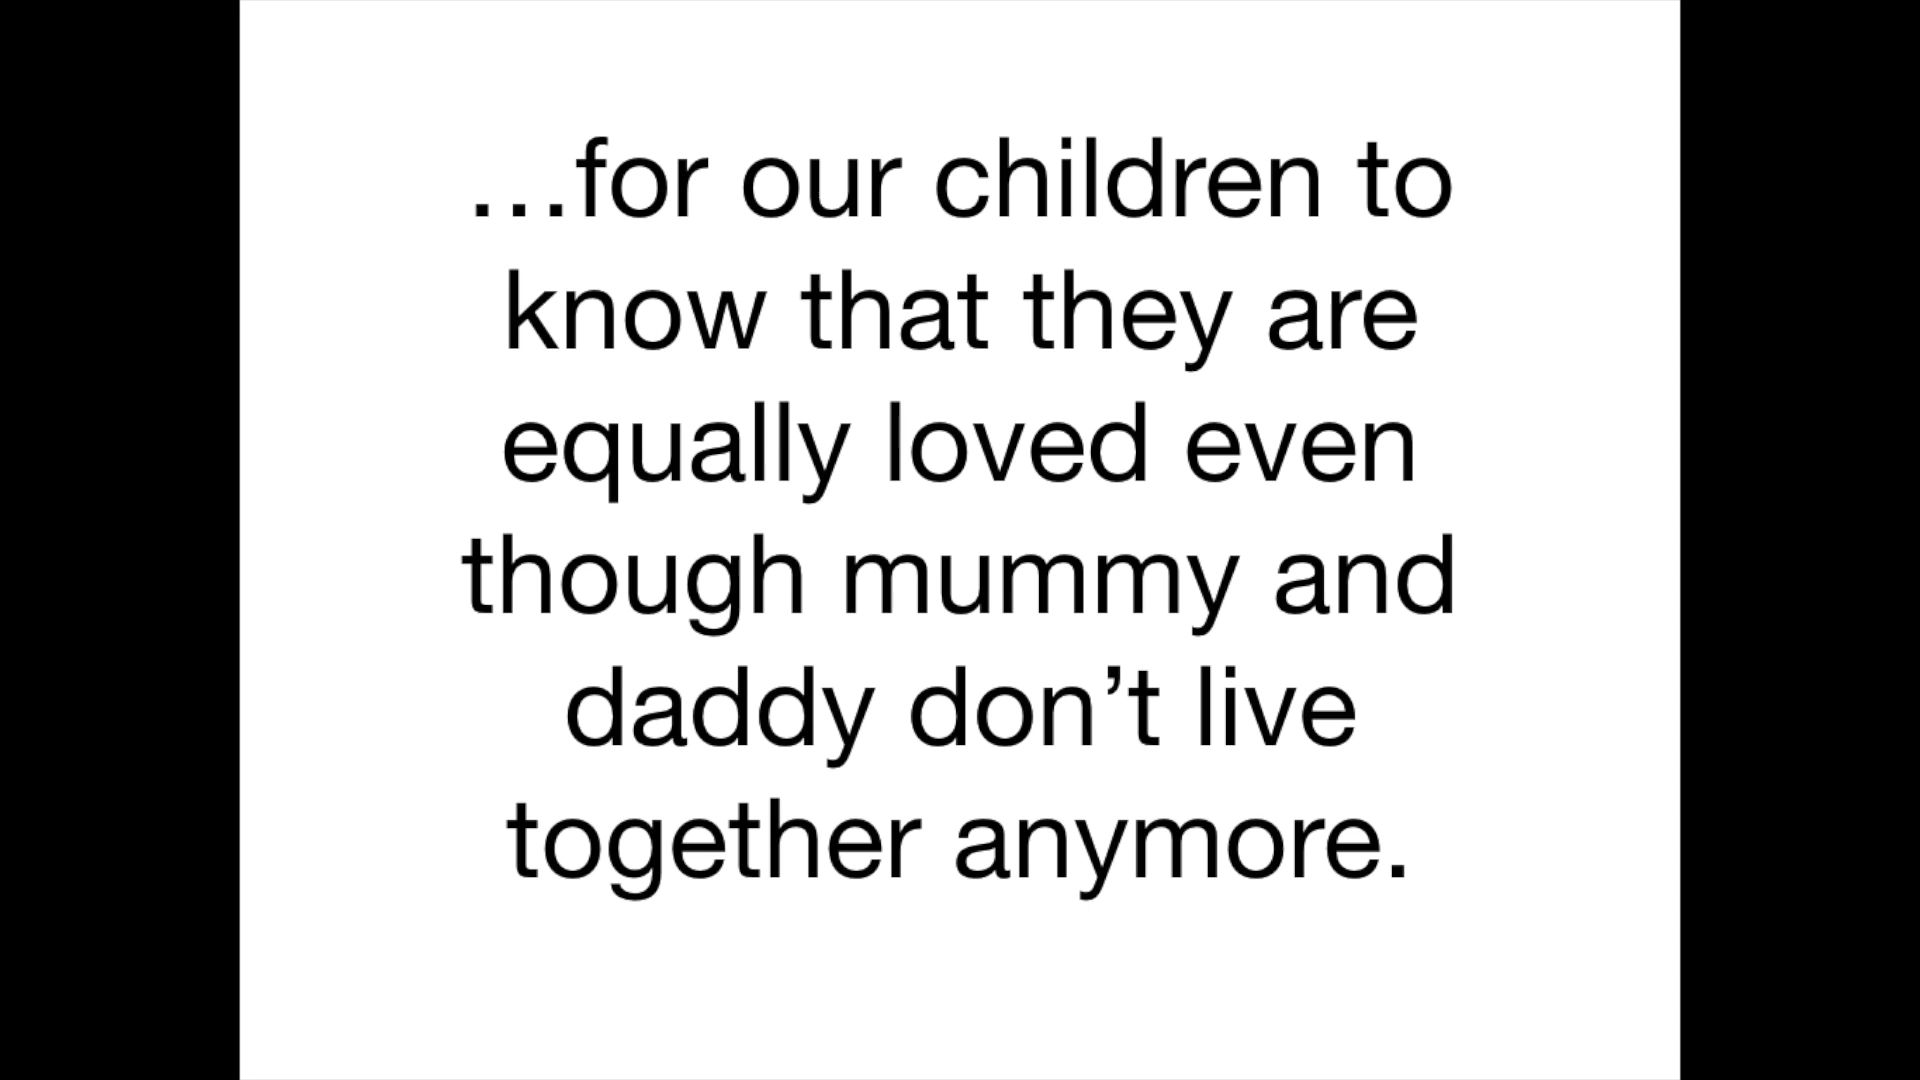 …for our children to
know that they are
equally loved even
though mummy and
daddy don’t live
together anymore.